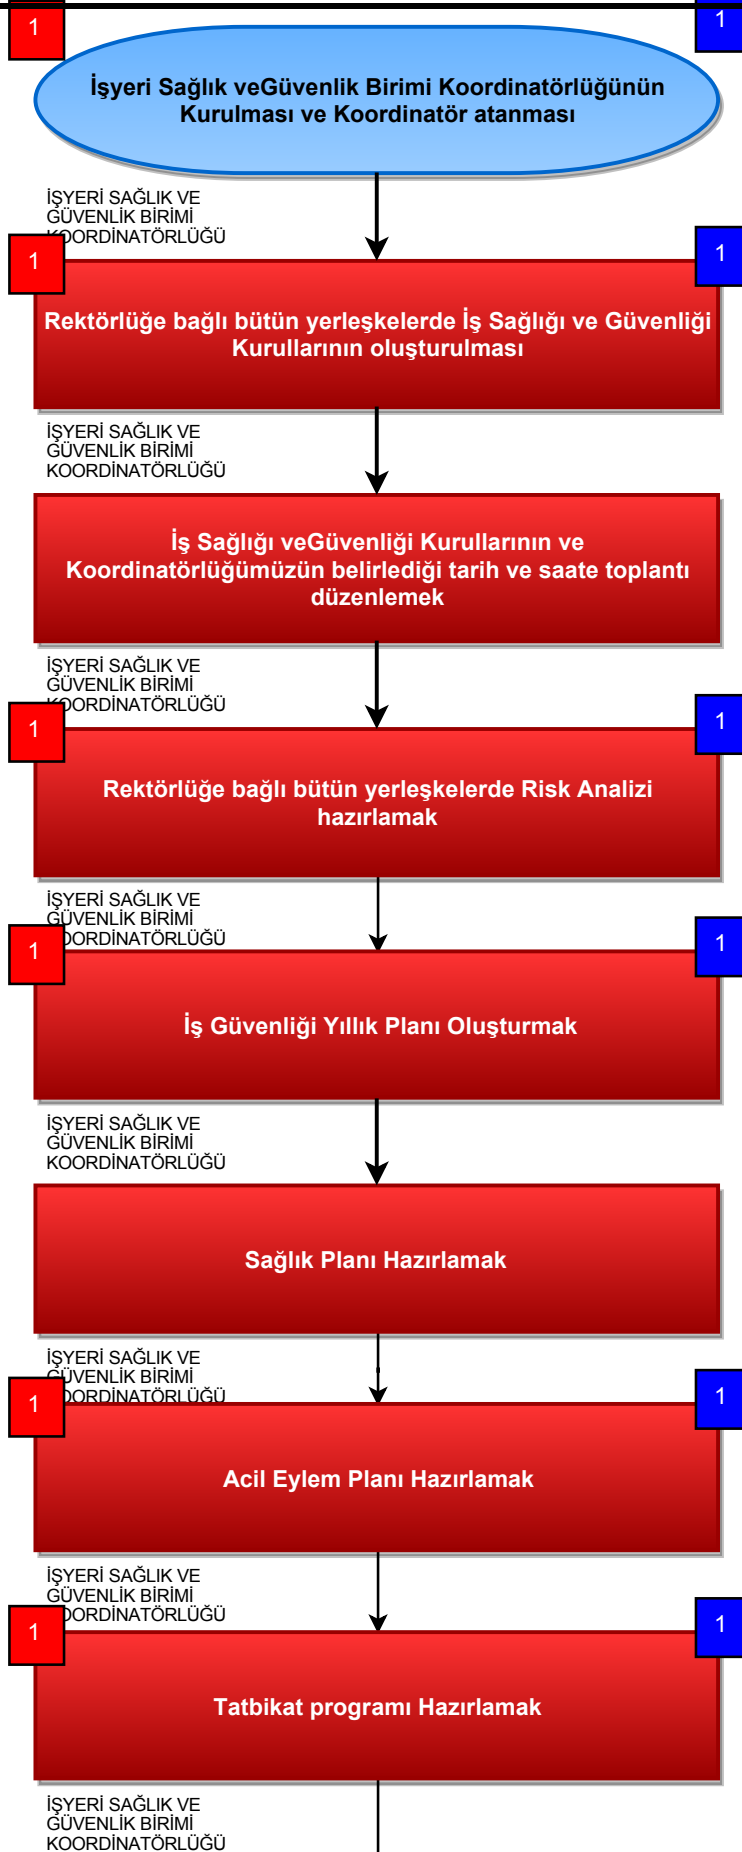 1
1
İşyeri Sağlık veGüvenlik Birimi Koordinatörlüğünün
Kurulması ve Koordinatör atanması
İŞYERİ SAĞLIK VE
GÜVENLİK BİRİMİ
KOORDİNATÖRLÜĞÜ
1
1
Rektörlüğe bağlı bütün yerleşkelerde İş Sağlığı ve Güvenliği
Kurullarının oluşturulması
İŞYERİ SAĞLIK VE
GÜVENLİK BİRİMİ
KOORDİNATÖRLÜĞÜ
İş Sağlığı veGüvenliği Kurullarının ve
Koordinatörlüğümüzün belirlediği tarih ve saate toplantı
düzenlemek
İŞYERİ SAĞLIK VE
GÜVENLİK BİRİMİ
KOORDİNATÖRLÜĞÜ
1
1
Rektörlüğe bağlı bütün yerleşkelerde Risk Analizi
hazırlamak
İŞYERİ SAĞLIK VE
GÜVENLİK BİRİMİ
KOORDİNATÖRLÜĞÜ
1
1
İş Güvenliği Yıllık Planı Oluşturmak
İŞYERİ SAĞLIK VE
GÜVENLİK BİRİMİ
KOORDİNATÖRLÜĞÜ
Sağlık Planı Hazırlamak
İŞYERİ SAĞLIK VE
GÜVENLİK BİRİMİ
KOORDİNATÖRLÜĞÜ
1
1
Acil Eylem Planı Hazırlamak
İŞYERİ SAĞLIK VE
GÜVENLİK BİRİMİ
KOORDİNATÖRLÜĞÜ
1
1
Tatbikat programı Hazırlamak
İŞYERİ SAĞLIK VE
GÜVENLİK BİRİMİ
KOORDİNATÖRLÜĞÜ